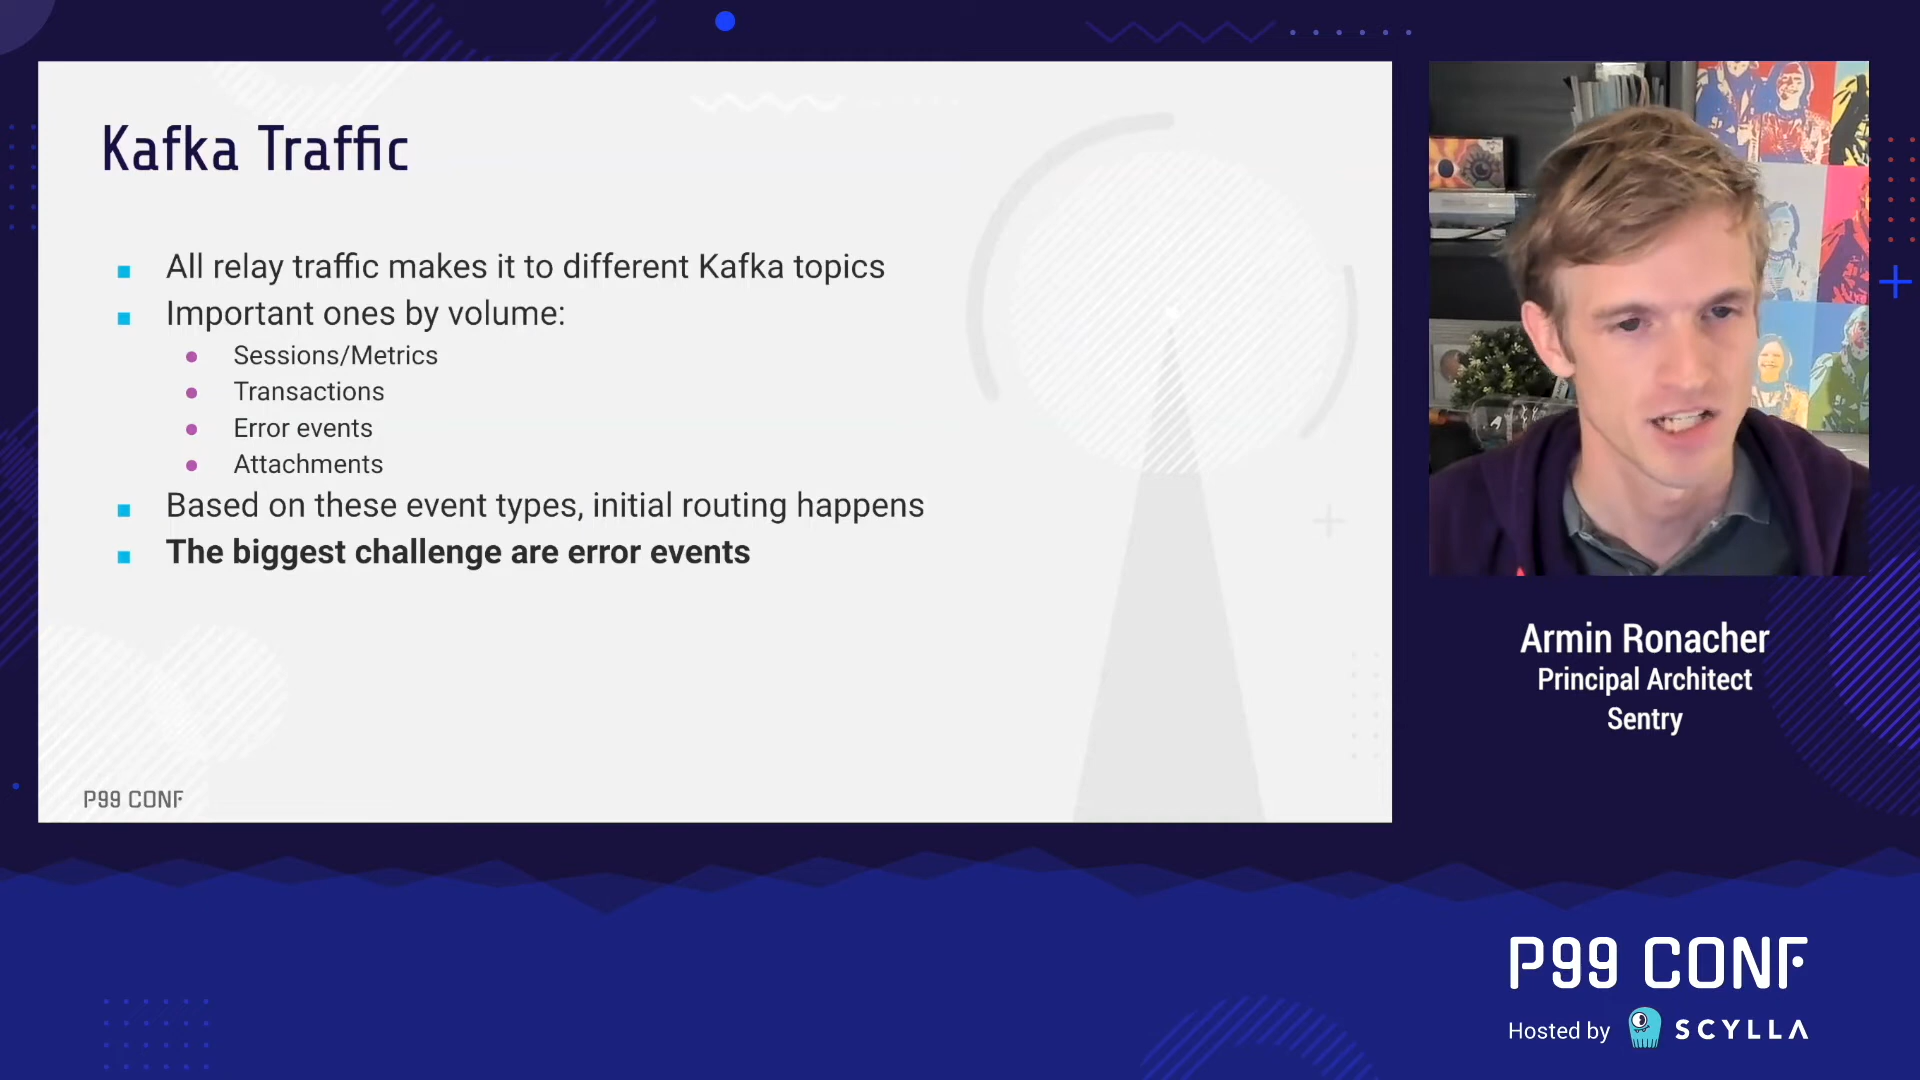 Kafka Traffic
All relay traffic makes it to different Kafka topics
Important ones by volume:
Sessions/Metrics
Transactions
Error events
Attachments
Based on these event types, initial routing happens
The biggest challenge are error events
P99 CONF
Armin Ronacher
Principal Architect
Sentry
P99 CONF
Hosted by SCYLLA